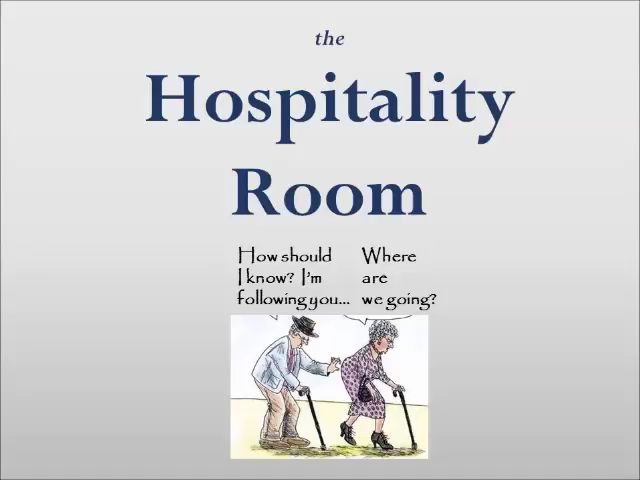 the
Hospitality
Room
How should
I know? I'm
following you...
Where
are
we going?